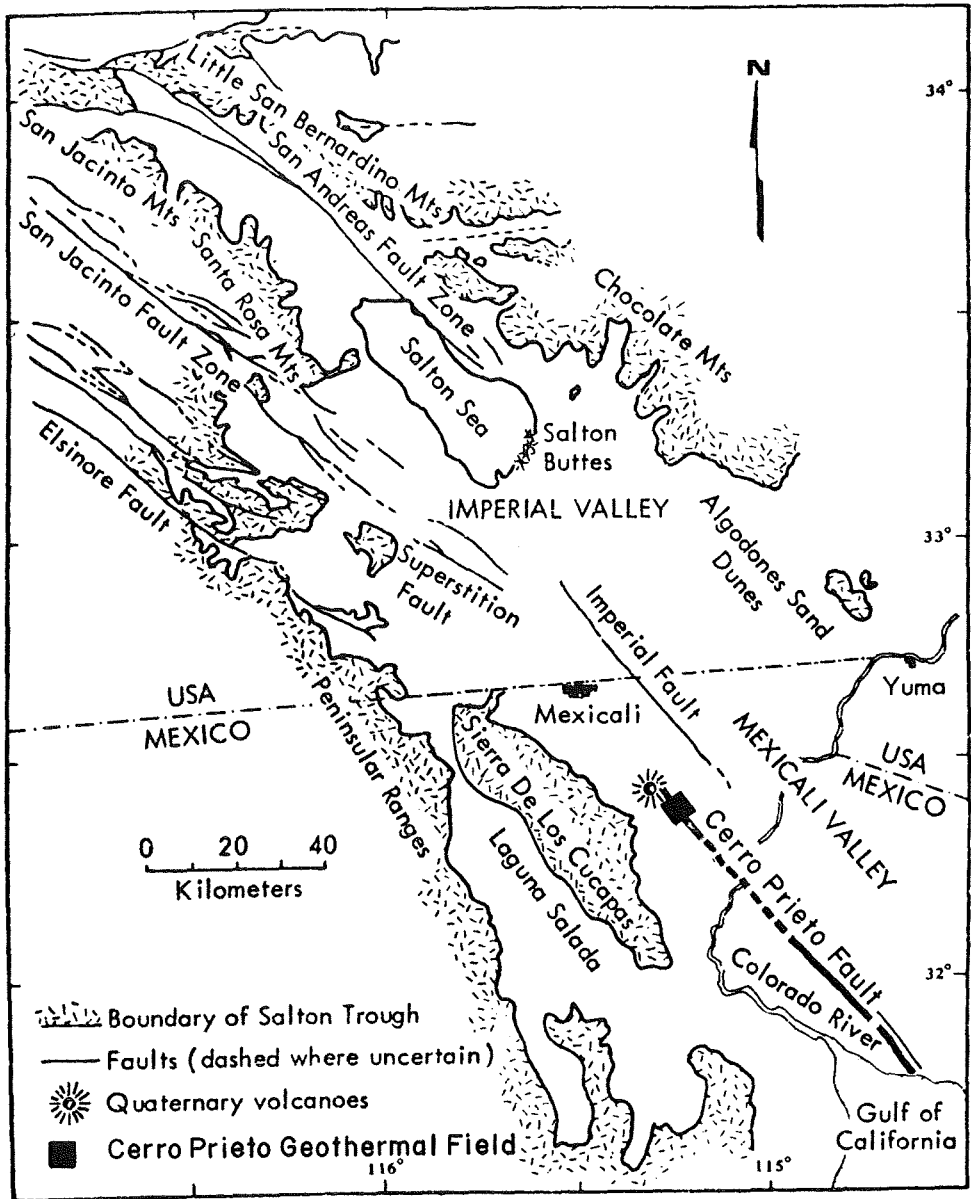 N
34°
Little San Bernardino Mts
San Andreas Fault Zone
San Jacinto Mts
Santa Rosa Mts
San Jacinto Fault Zone
Chocolate Mts
Salton Sea
Elsinore Fault
Salton
Buttes
IMPERIAL VALLEY
33°
Algodones Sand
Dunes
Superstition
Fault
Imperial Fault
Yuma
USA
MEXICO
Mexicali
Peninsular Ranges
Sierra De Los Cucapas
MEXICALI VALLEY
USA
MEXICO
0 20 40
Kilometers
Laguna Salada
Cerro Prieto Fault
32°
Colorado River
Boundary of Salton Trough
Faults (dashed where uncertain)
Quaternary volcanoes
Cerro Prieto Geothermal Field
Gulf of
California
116°
115°